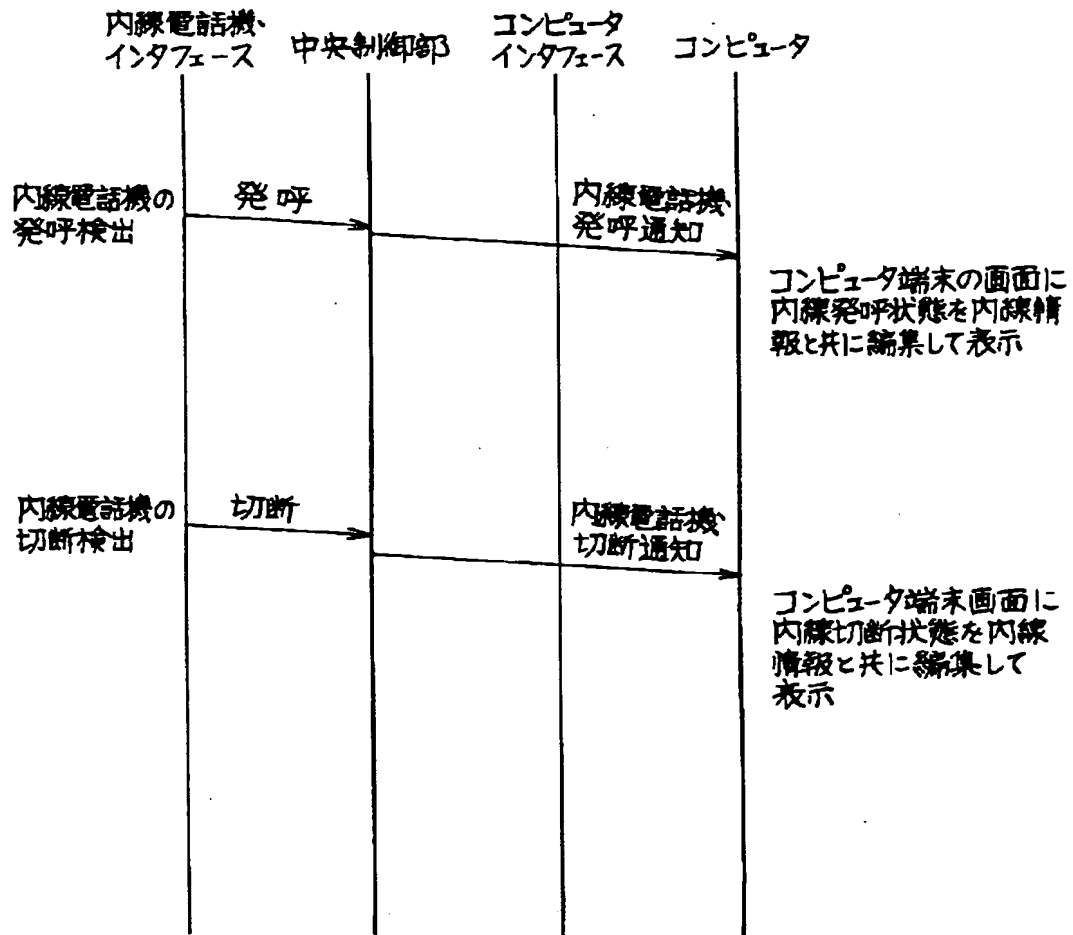 内線電話機
インタフェース
中央制御部
コンピュータ
インタフェース
コンピュータ
内線電話機の
発呼検出
発呼
内線電話機
発呼通知
コンピュータ端末の画面に
内線発呼状態を内線情
報と共に編集して表示
内線電話機の
切断検出
切断
内線電話機
切断通知
コンピュータ端末画面に
内線切断状態を内線
情報と共に編集して
表示